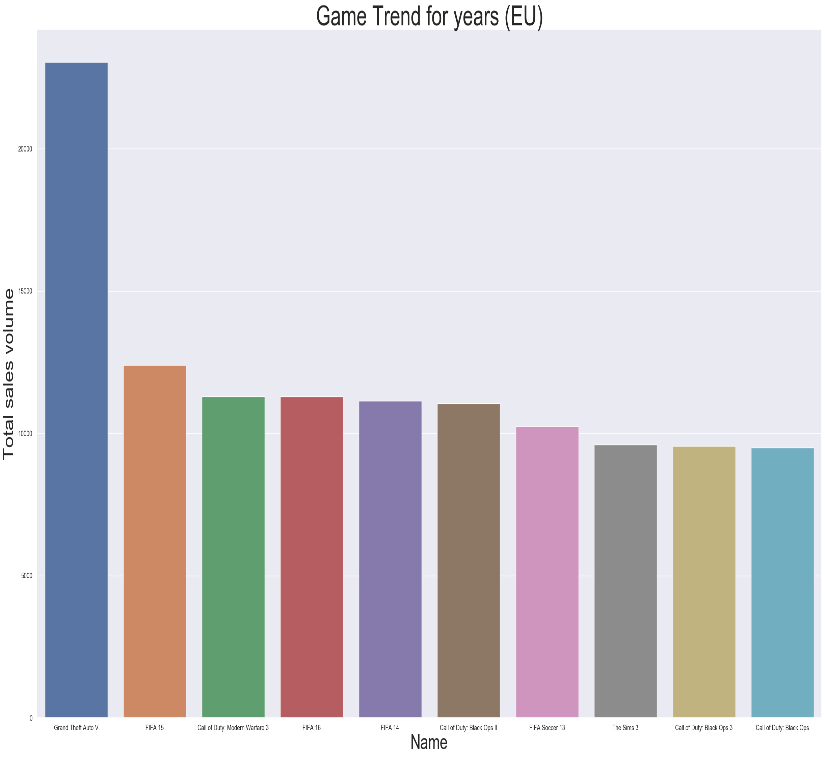 Game Trend for years (EU)
Total sales volume
20000
15000
10000
5000
0
Grand Theft Auto V
FIFA 15
Call of Duty: Modern Warfare 3
FIFA 16
FIFA 14
Call of Duty: Black Ops II
FIFA Soccer 13
The Sims 3
Call of Duty: Black Ops 3
Call of Duty: Black Ops
Name